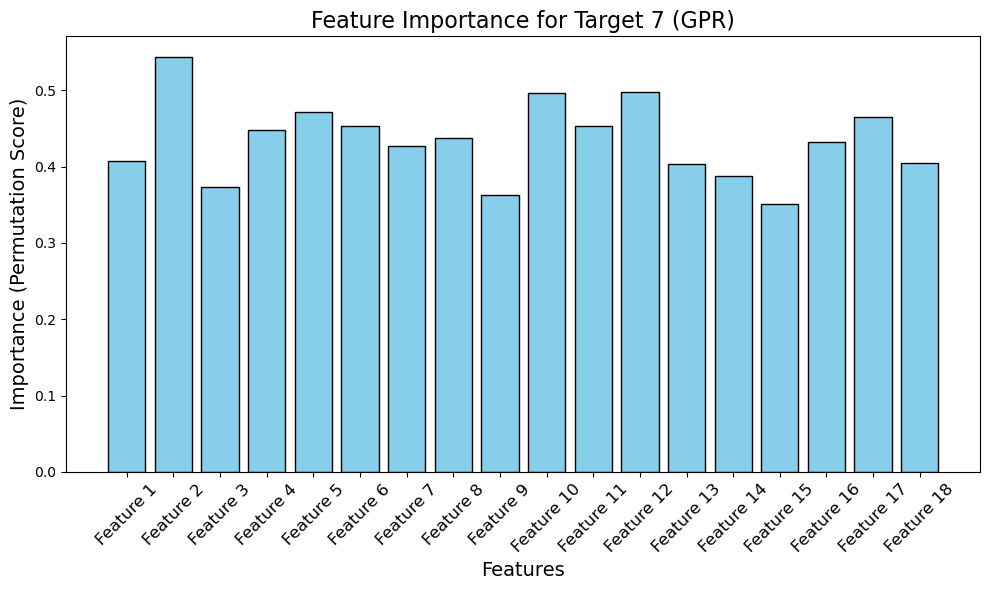 Feature Importance for Target 7 (GPR)
Importance (Permutation Score)
0.5
0.4
0.3
0.2
0.1
0.0
Feature 1
Feature 2
Feature 3
Feature 4
Feature 5
Feature 6
Feature 7
Feature 8
Feature 9
Feature 10
Feature 11
Feature 12
Feature 13
Feature 14
Feature 15
Feature 16
Feature 17
Feature 18
Features